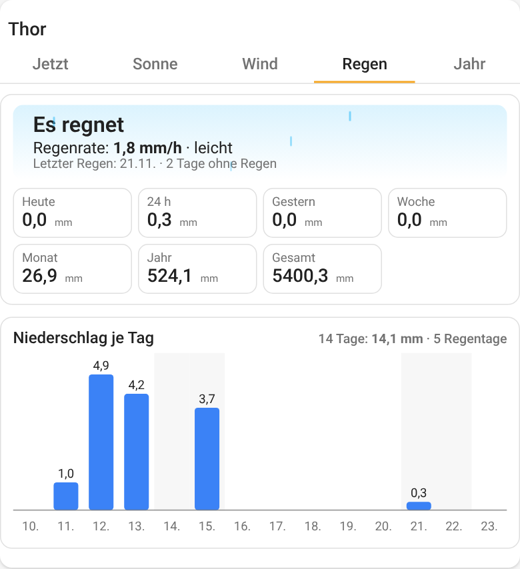 Thor
Jetzt Sonne Wind Regen Jahr
Es regnet
Regenrate: 1,8 mm/h · leicht
Letzter Regen: 21.11. · 2 Tage ohne Regen
Heute 24 h Gestern Woche
0,0 mm 0,3 mm 0,0 mm 0,0 mm
Monat Jahr Gesamt
26,9 mm 524,1 mm 5400,3 mm
Niederschlag je Tag 14 Tage: 14,1 mm · 5 Regentage
1,0 4,9 4,2 3,7 0,3
10. 11. 12. 13. 14. 15. 16. 17. 18. 19. 20. 21. 22. 23.